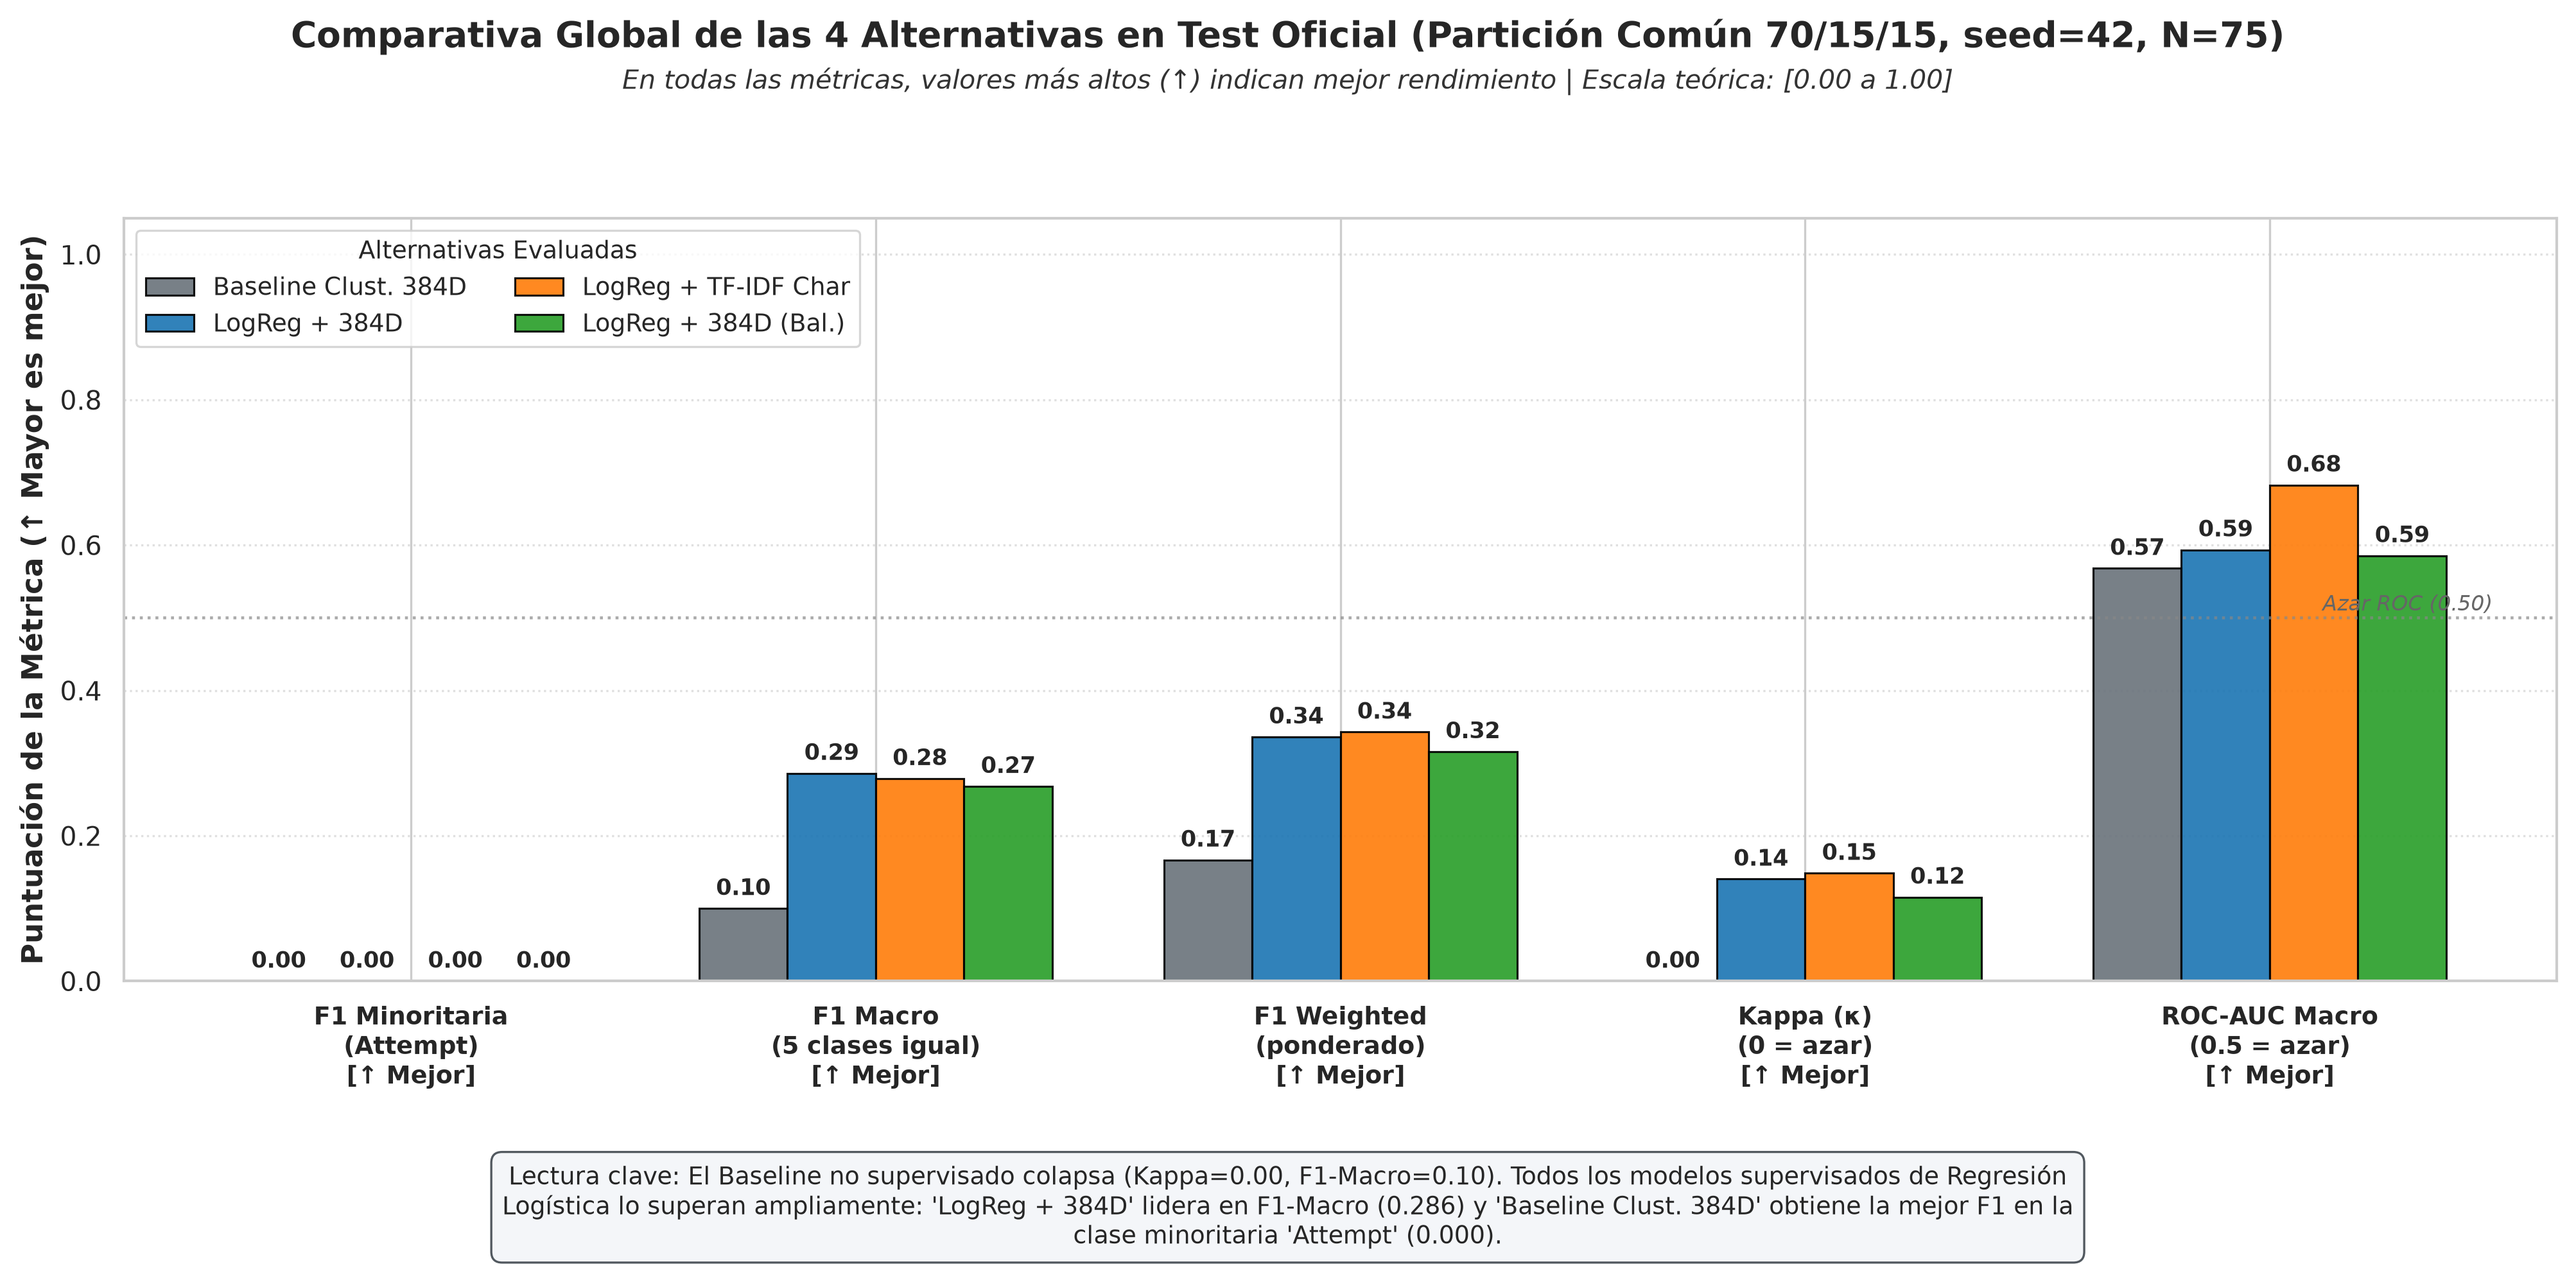 Comparativa Global de las 4 Alternativas en Test Oficial (Partición Común 70/15/15, seed=42, N=75)
En todas las métricas, valores más altos (↑) indican mejor rendimiento | Escala teórica: [0.00 a 1.00]
Puntuación de la Métrica (↑ Mayor es mejor)
1.0
0.8
0.6
0.4
0.2
0.0
Alternativas Evaluadas
Baseline Clust. 384D
LogReg + 384D
LogReg + TF-IDF Char
LogReg + 384D (Bal.)
0.00 0.00 0.00 0.00
0.10 0.29 0.28 0.27
0.17 0.34 0.34 0.32
0.00 0.14 0.15 0.12
0.57 0.59 0.68 0.59
Azar ROC (0.50)
F1 Minoritaria
(Attempt)
[↑ Mejor]
F1 Macro
(5 clases igual)
[↑ Mejor]
F1 Weighted
(ponderado)
[↑ Mejor]
Kappa (κ)
(0 = azar)
[↑ Mejor]
ROC-AUC Macro
(0.5 = azar)
[↑ Mejor]
Lectura clave: El Baseline no supervisado colapsa (Kappa=0.00, F1-Macro=0.10). Todos los modelos supervisados de Regresión
Logística lo superan ampliamente: 'LogReg + 384D' lidera en F1-Macro (0.286) y 'Baseline Clust. 384D' obtiene la mejor F1 en la
clase minoritaria 'Attempt' (0.000).